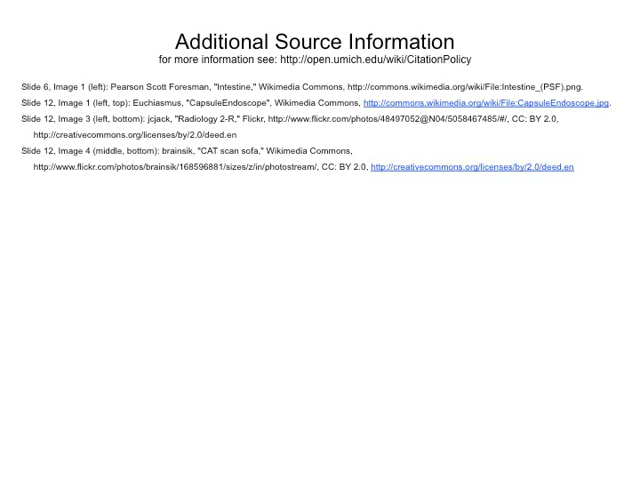 Additional Source Information
for more information see: http://open.umich.edu/wiki/CitationPolicy
Slide 6, Image 1 (left): Pearson Scott Foresman, "Intestine," Wikimedia Commons, http://commons.wikimedia.org/wiki/File:Intestine_(PSF).png.
Slide 12, Image 1 (left, top): Euchiasmus, "CapsuleEndoscope", Wikimedia Commons, http://commons.wikimedia.org/wiki/File:CapsuleEndoscope.jpg.
Slide 12, Image 3 (left, bottom): jcjack, "Radiology 2-R," Flickr, http://www.flickr.com/photos/48497052@N04/5058467485/#/, CC: BY 2.0,
http://creativecommons.org/licenses/by/2.0/deed.en
Slide 12, Image 4 (middle, bottom): brainsik, "CAT scan sofa," Wikimedia Commons,
http://www.flickr.com/photos/brainsik/168596881/sizes/z/in/photostream/, CC: BY 2.0, http://creativecommons.org/licenses/by/2.0/deed.en